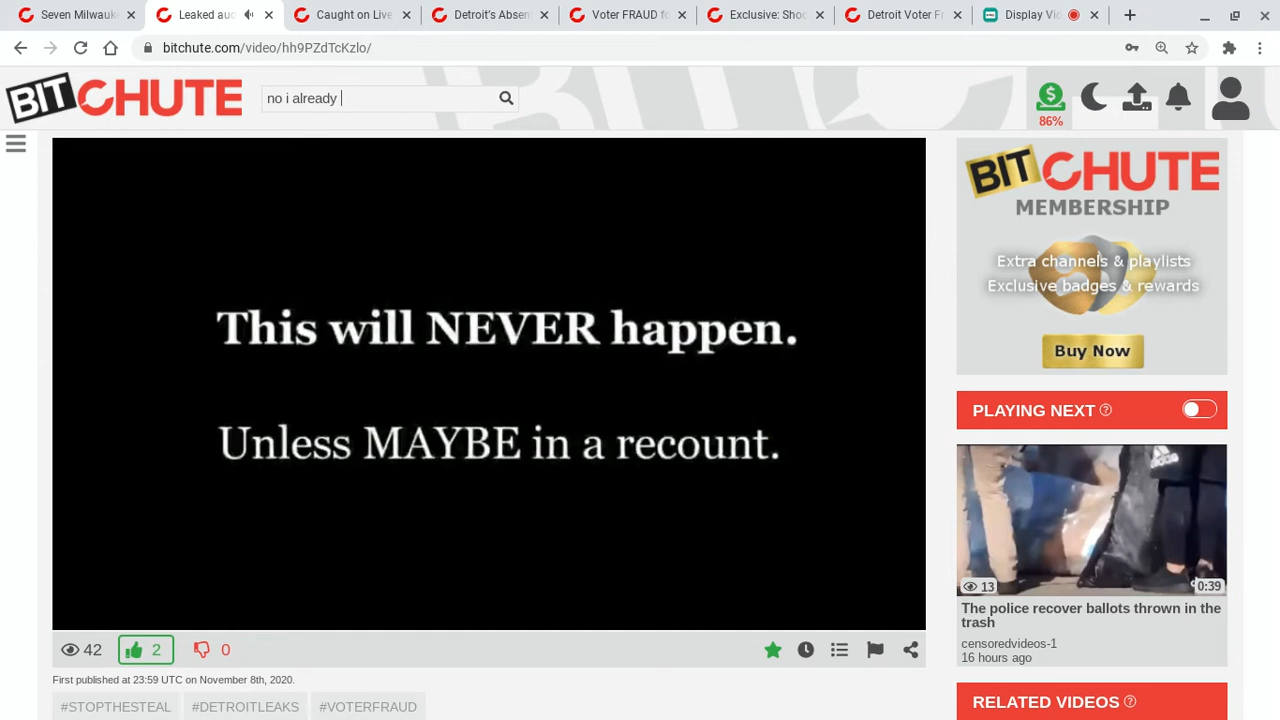 Seven Milwauke
Leaked aud
Caught on Live
Detroit's Absen
Voter FRAUD fo
Exclusive: Shoc
Detroit Voter Fr
Display Vid
bitchute.com/video/hh9PZdTcKzlo/
BITCHUTE
no i already
86%
This will NEVER happen.
Unless MAYBE in a recount.
42
2
0
First published at 23:59 UTC on November 8th, 2020.
#STOPTHESTEAL
#DETROITLEAKS
#VOTERFRAUD
BITCHUTE
MEMBERSHIP
Extra channels & playlists
Exclusive badges & rewards
Buy Now
PLAYING NEXT
13
0:39
The police recover ballots thrown in the
trash
censoredvideos-1
16 hours ago
RELATED VIDEOS